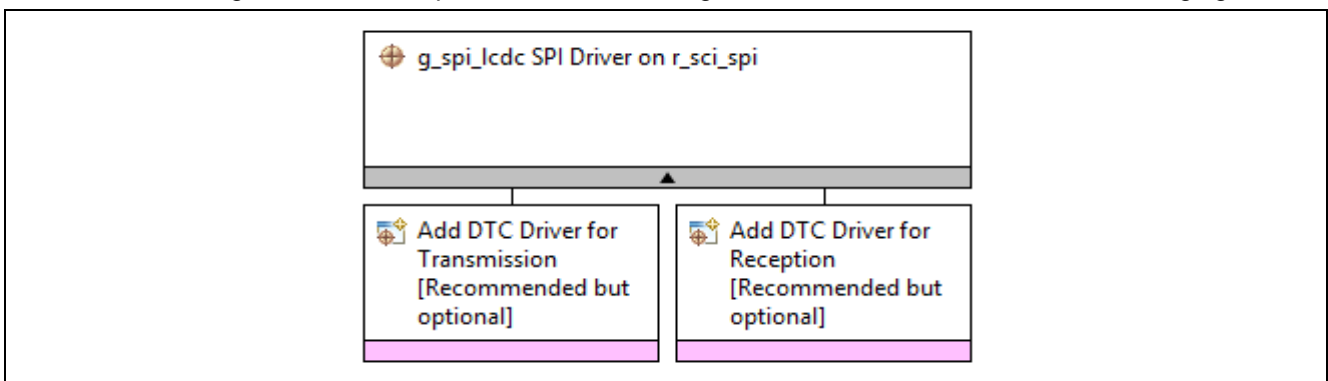 g_spi_lcdc SPI Driver on r_sci_spi
Add DTC Driver for
Transmission
[Recommended but
optional]
Add DTC Driver for
Reception
[Recommended but
optional]